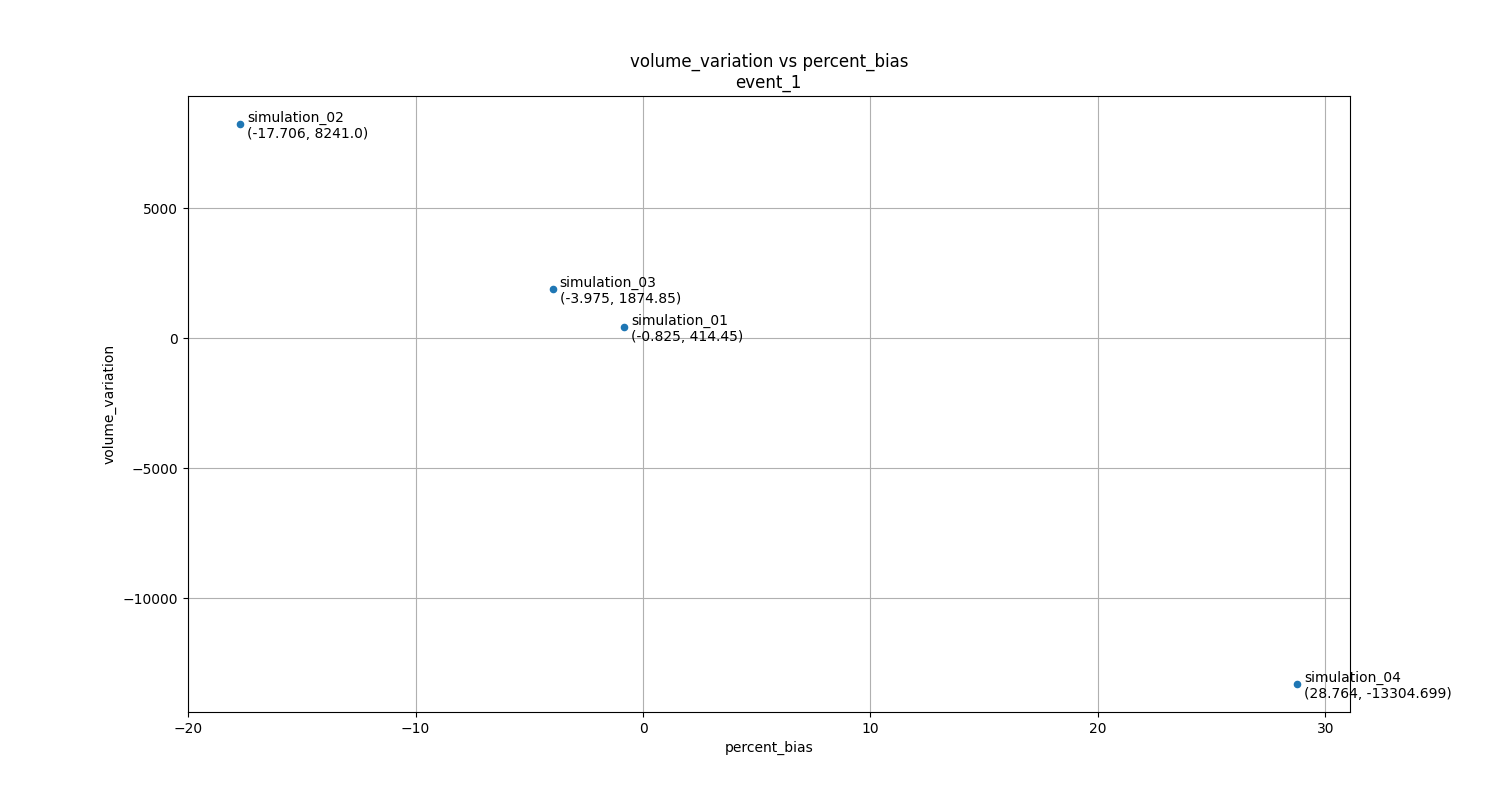 volume_variation vs percent_bias
event_1
simulation_02
(-17.706, 8241.0)
5000
simulation_03
(-3.975, 1874.85)
simulation_01
(-0.825, 414.45)
0
volume_variation
−5000
−10000
simulation_04
(28.764, -13304.699)
−20
−10
0
10
20
30
percent_bias